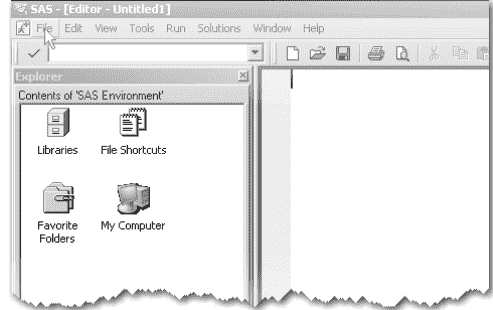 SAS - [Editor - Untitled1]
File Edit View Tools Run Solutions Window Help
Explorer
Contents of 'SAS Environment'
Libraries File Shortcuts
Favorite Folders My Computer